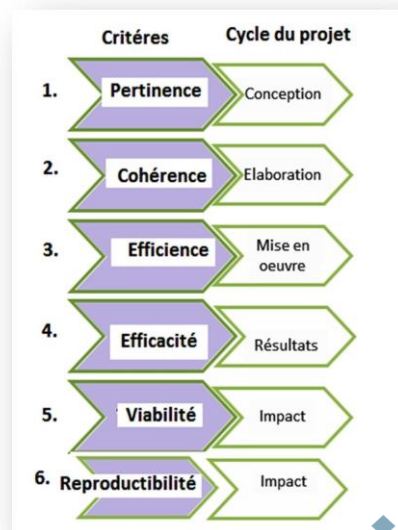 Critéres Cycle du projet
1. Pertinence Conception
2. Cohérence Elaboration
3. Efficience Mise en
oeuvre
4. Efficacité Résultats
5. Viabilité Impact
6. Reproductibilité Impact